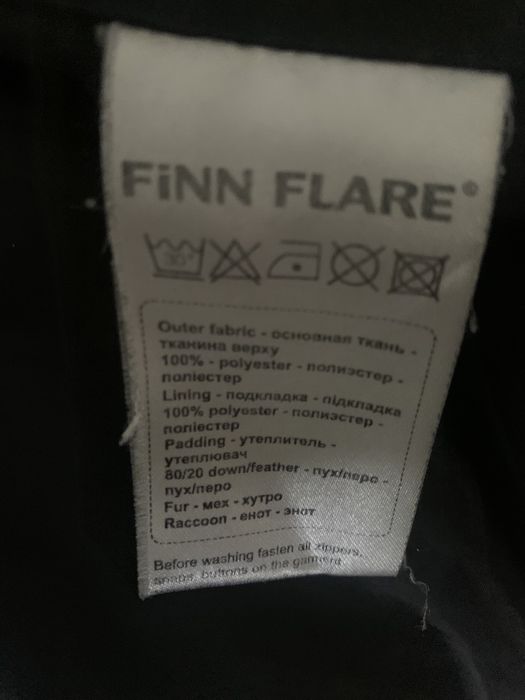 FiNN FLARE®
30°
Outer fabric - основная ткань -
тканина верху
100% - polyester - полиэстер -
поліестер
Lining - подкладка - підкладка
100% polyester - полиэстер -
поліестер
Padding - утеплитель -
утеплювач
80/20 down/feather - пух/перо -
пух/перо
Fur - мех - хутро
Raccoon - енот - энот
Before washing fasten all zippers,
snaps, buttons on the garment